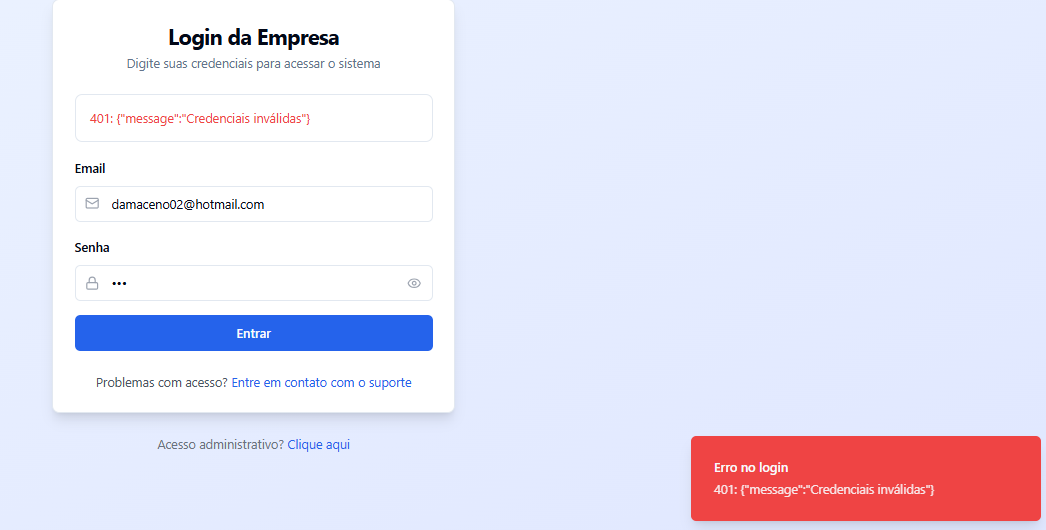 Login da Empresa
Digite suas credenciais para acessar o sistema
401: {"message":"Credenciais inválidas"}
Email
damaceno02@hotmail.com
Senha
•••
Entrar
Problemas com acesso? Entre em contato com o suporte
Acesso administrativo? Clique aqui
Erro no login
401: {"message":"Credenciais inválidas"}